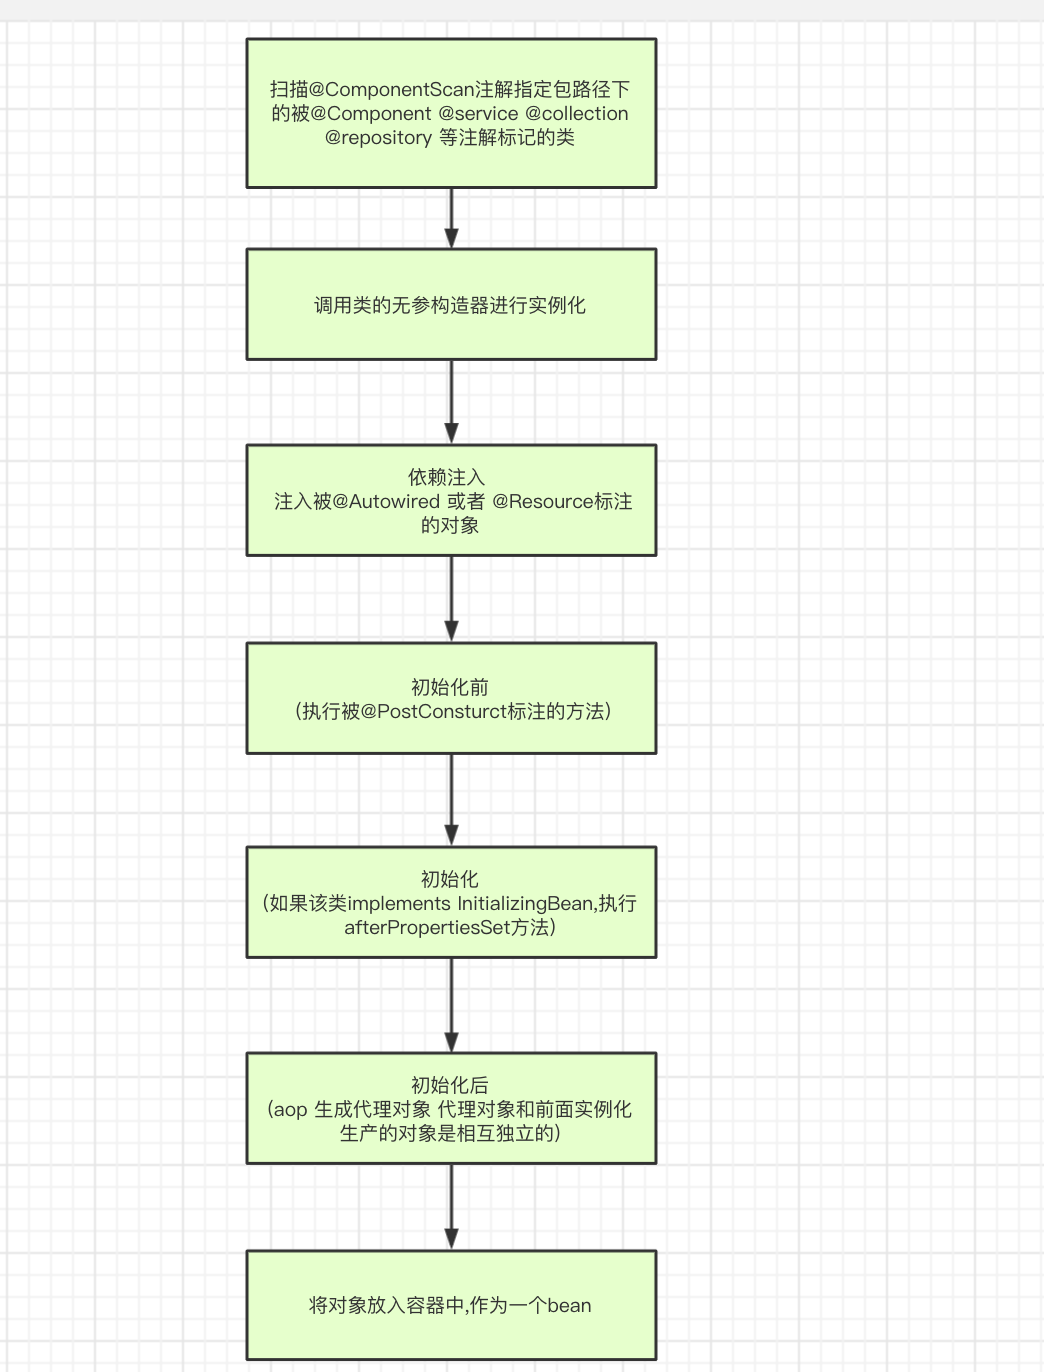 扫描@ComponentScan注解指定包路径下
的被@Component @service @collection
@repository 等注解标记的类
调用类的无参构造器进行实例化
依赖注入
注入被@Autowired 或者 @Resource标注
的对象
初始化前
(执行被@PostConsturct标注的方法)
初始化
(如果该类implements InitializingBean,执行
afterPropertiesSet方法)
初始化后
(aop 生成代理对象 代理对象和前面实例化
生产的对象是相互独立的)
将对象放入容器中,作为一个bean